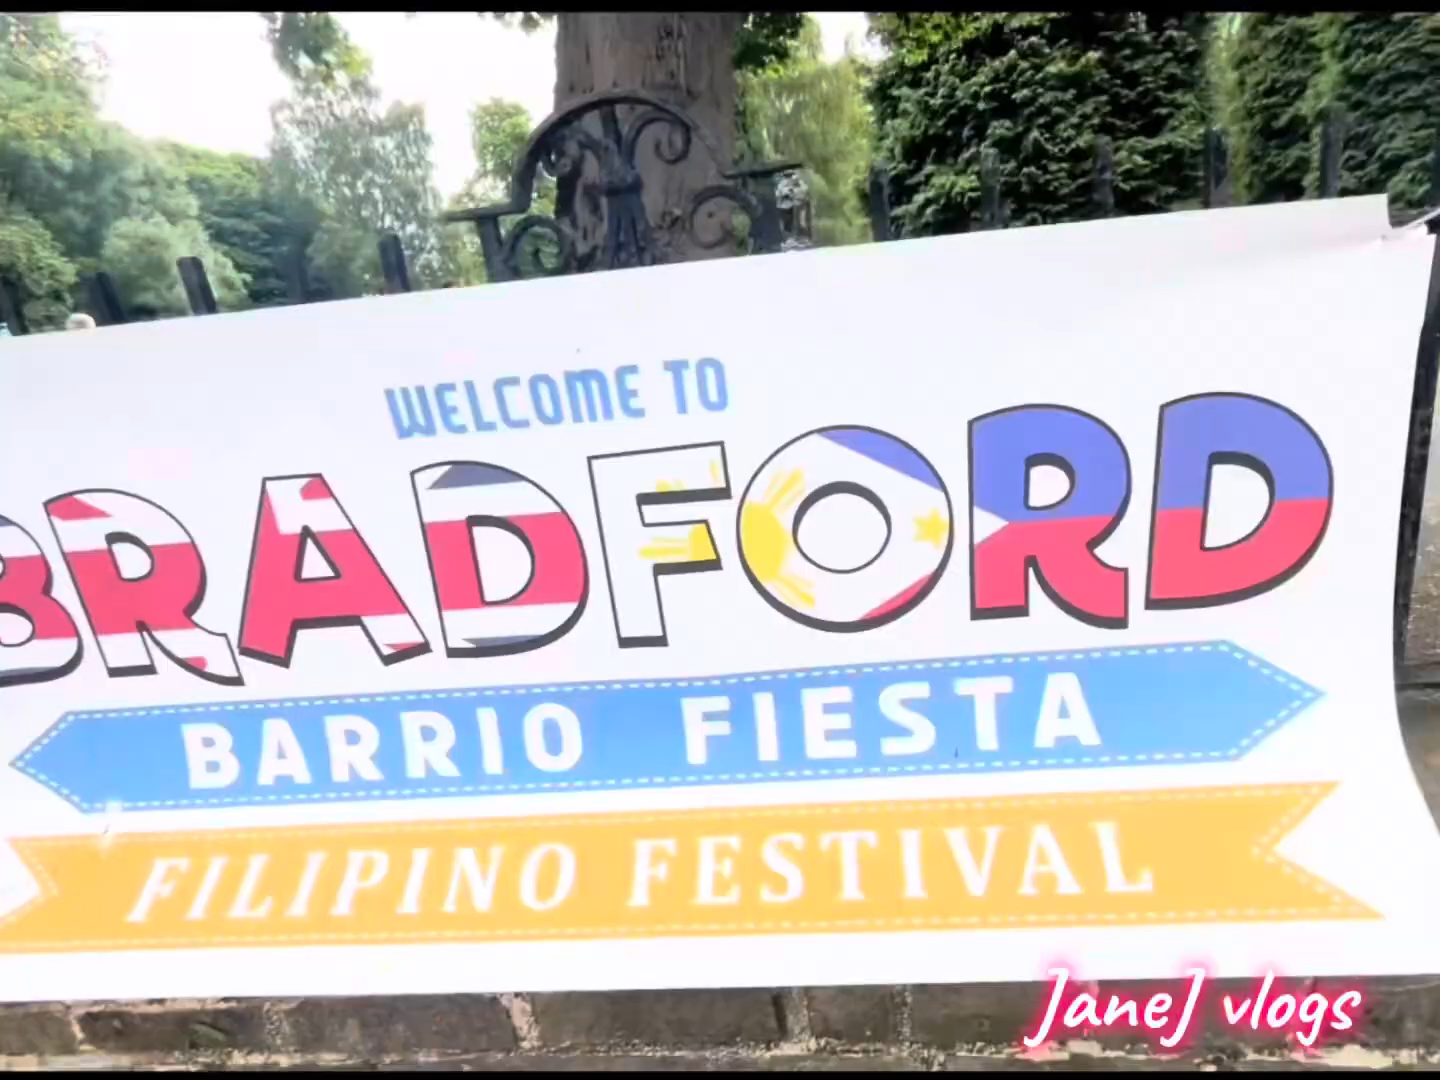 WELCOME TO
BRADFORD
BARRIO FIESTA
FILIPINO FESTIVAL
JaneJ vlogs